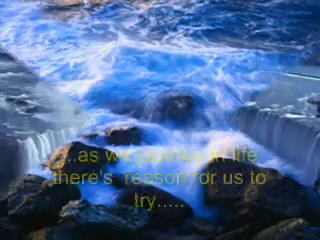 ...as we journey in life
there's  reason for us to
try.....